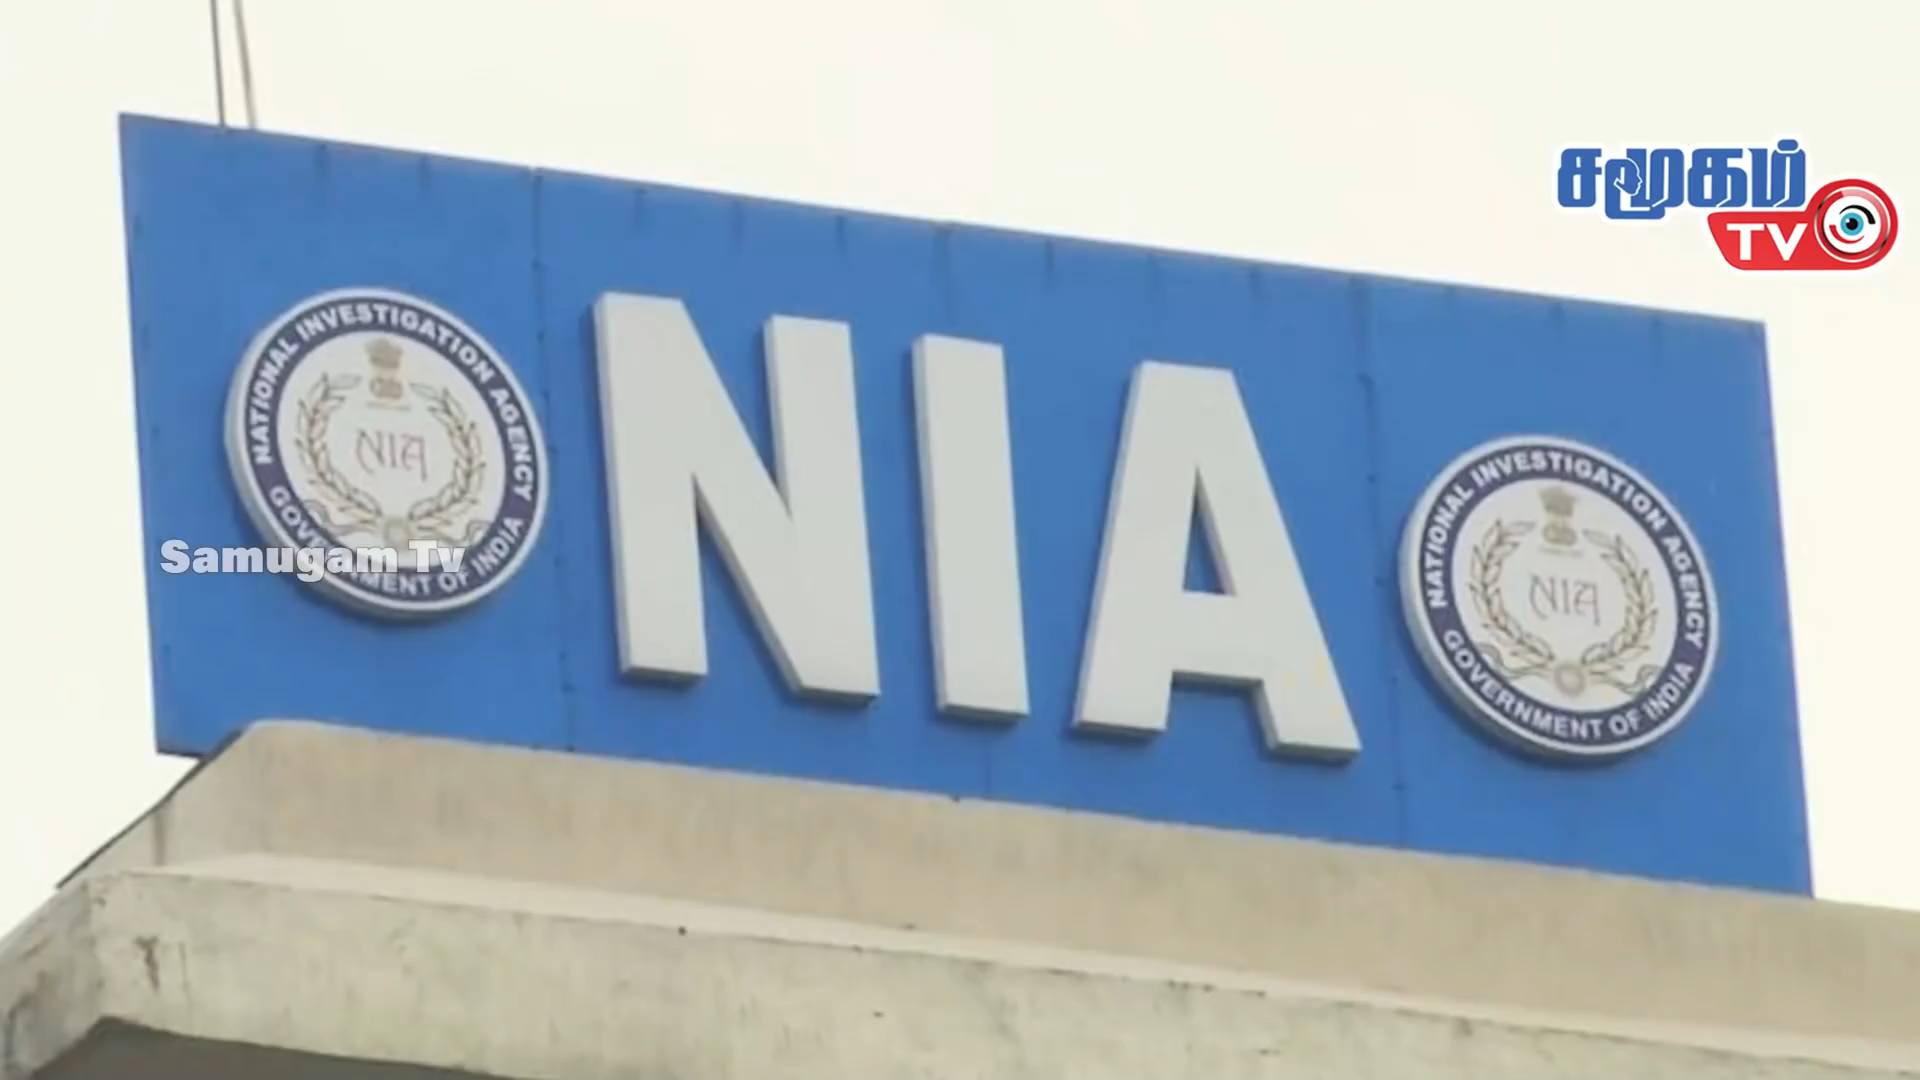 சமூகம்
TV
NATIONAL INVESTIGATION AGENCY
NIA
GOVERNMENT OF INDIA
NIA
NATIONAL INVESTIGATION AGENCY
NIA
GOVERNMENT OF INDIA
Samugam Tv